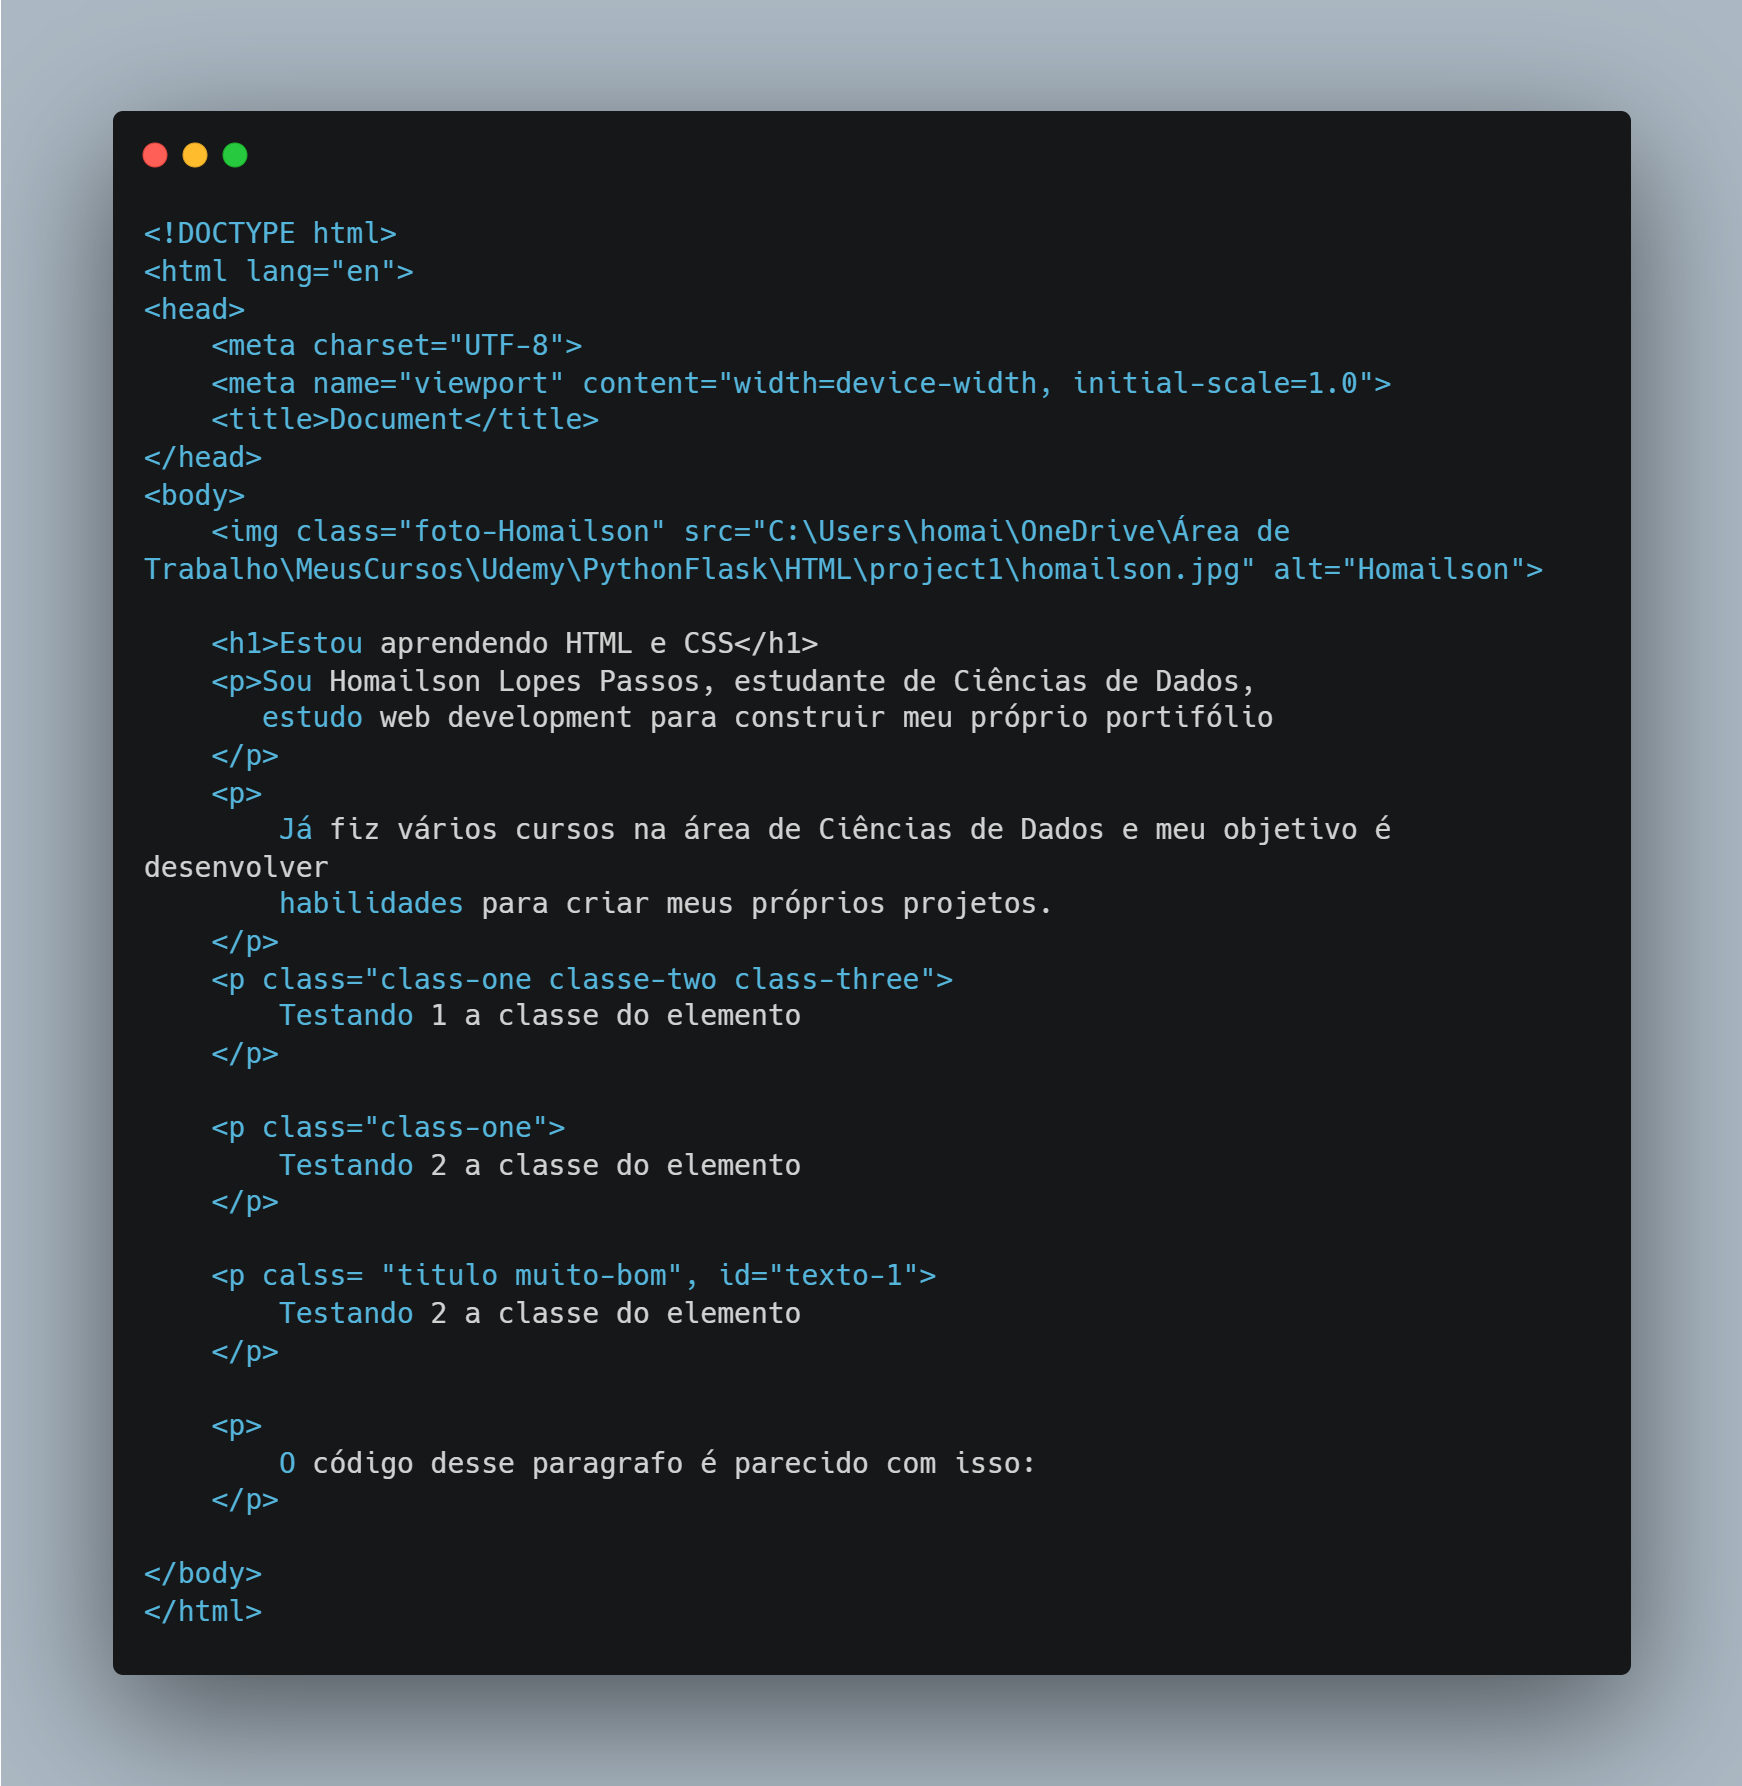 <!DOCTYPE html>
<html lang="en">
<head>
    <meta charset="UTF-8">
    <meta name="viewport" content="width=device-width, initial-scale=1.0">
    <title>Document</title>
</head>
<body>
    <img class="foto-Homailson" src="C:\Users\homai\OneDrive\Área de
Trabalho\MeusCursos\Udemy\PythonFlask\HTML\project1\homailson.jpg" alt="Homailson">

    <h1>Estou aprendendo HTML e CSS</h1>
    <p>Sou Homailson Lopes Passos, estudante de Ciências de Dados,
       estudo web development para construir meu próprio portifólio
    </p>
    <p>
        Já fiz vários cursos na área de Ciências de Dados e meu objetivo é
desenvolver
        habilidades para criar meus próprios projetos.
    </p>
    <p class="class-one classe-two class-three">
        Testando 1 a classe do elemento
    </p>

    <p class="class-one">
        Testando 2 a classe do elemento
    </p>

    <p calss= "titulo muito-bom", id="texto-1">
        Testando 2 a classe do elemento
    </p>

    <p>
        O código desse paragrafo é parecido com isso:
    </p>

</body>
</html>